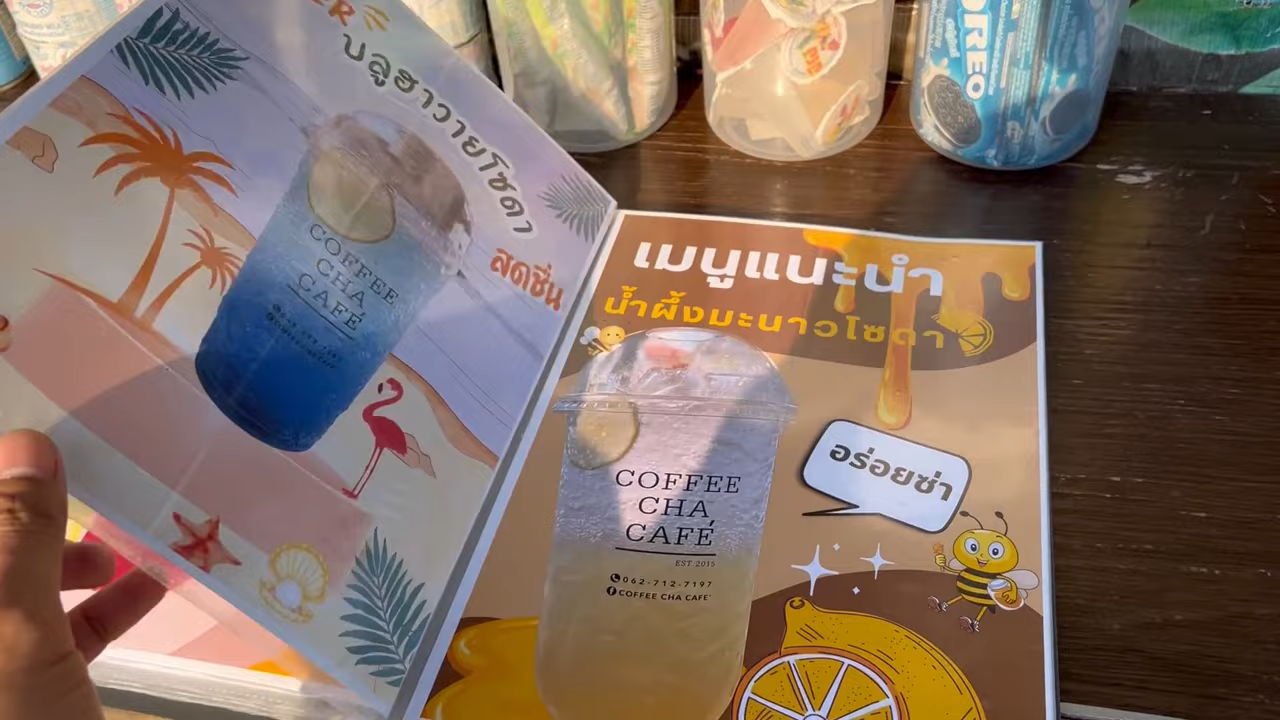 บลูฮาวายโซดา
สดชื่น
COFFEE
CHA
CAFÉ
เมนูแนะนำ
น้ำผึ้งมะนาวโซดา
อร่อยซ่า
COFFEE
CHA
CAFÉ
EST.2015
062-712-7197
COFFEE CHA CAFE'
OREO